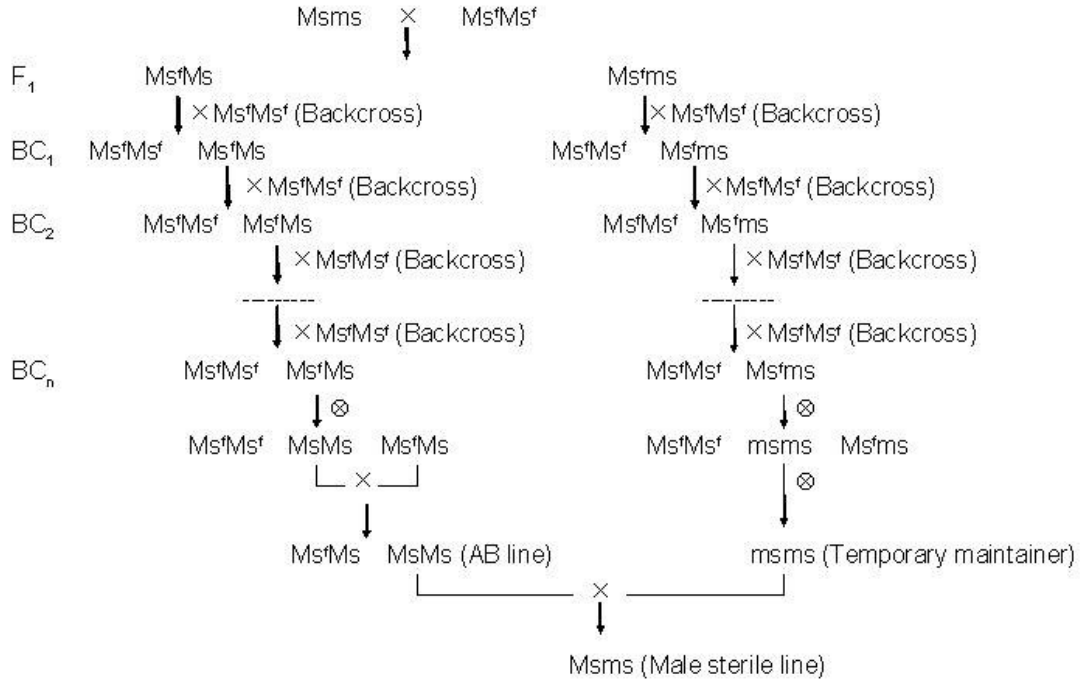 Msms × MsᶠMsᶠ
F₁ MsᶠMs Msᶠms
× MsᶠMsᶠ (Backcross) × MsᶠMsᶠ (Backcross)
BC₁ MsᶠMsᶠ MsᶠMs MsᶠMsᶠ Msᶠms
× MsᶠMsᶠ (Backcross) × MsᶠMsᶠ (Backcross)
BC₂ MsᶠMsᶠ MsᶠMs MsᶠMsᶠ Msᶠms
× MsᶠMsᶠ (Backcross) × MsᶠMsᶠ (Backcross)
× MsᶠMsᶠ (Backcross) × MsᶠMsᶠ (Backcross)
BCₙ MsᶠMsᶠ MsᶠMs MsᶠMsᶠ Msᶠms
⊗ ⊗
MsᶠMsᶠ MsMs MsᶠMs MsᶠMsᶠ msms Msᶠms
× ⊗
MsᶠMs MsMs (AB line) msms (Temporary maintainer)
×
Msms (Male sterile line)